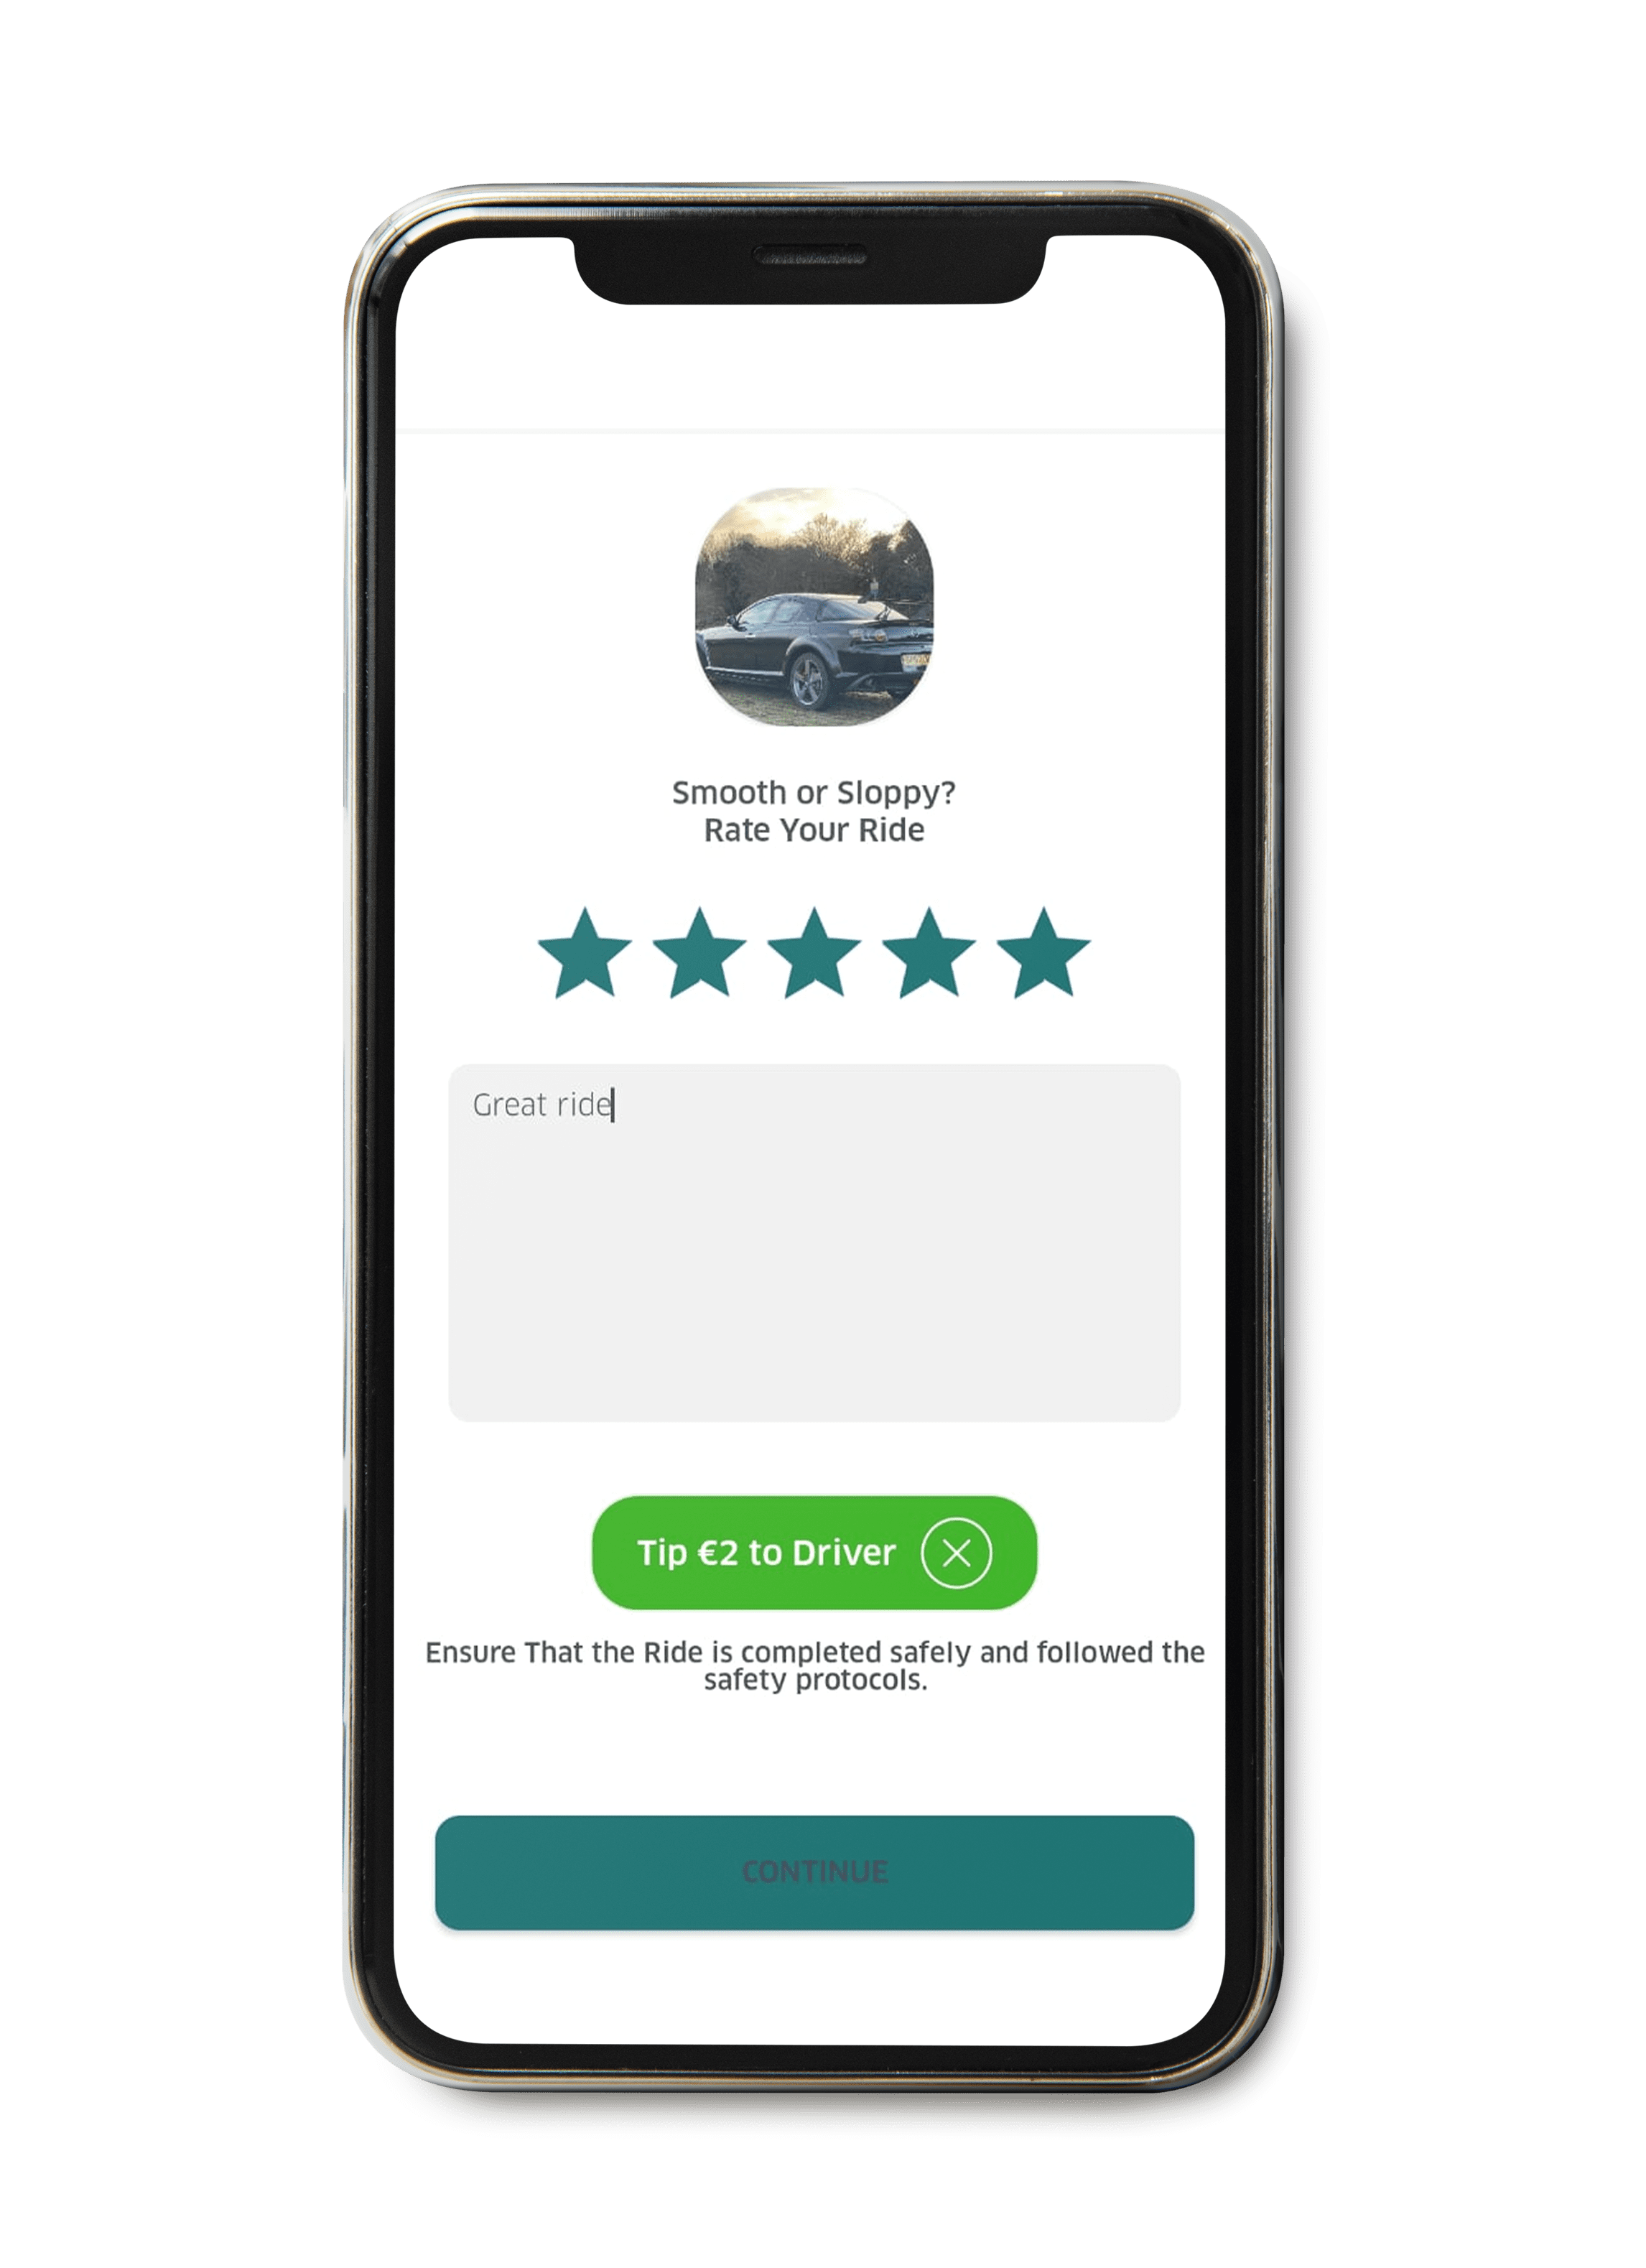 Smooth or Sloppy?
Rate Your Ride
Great ride
Tip €2 to Driver
Ensure That the Ride is completed safely and followed the
safety protocols.
CONTINUE